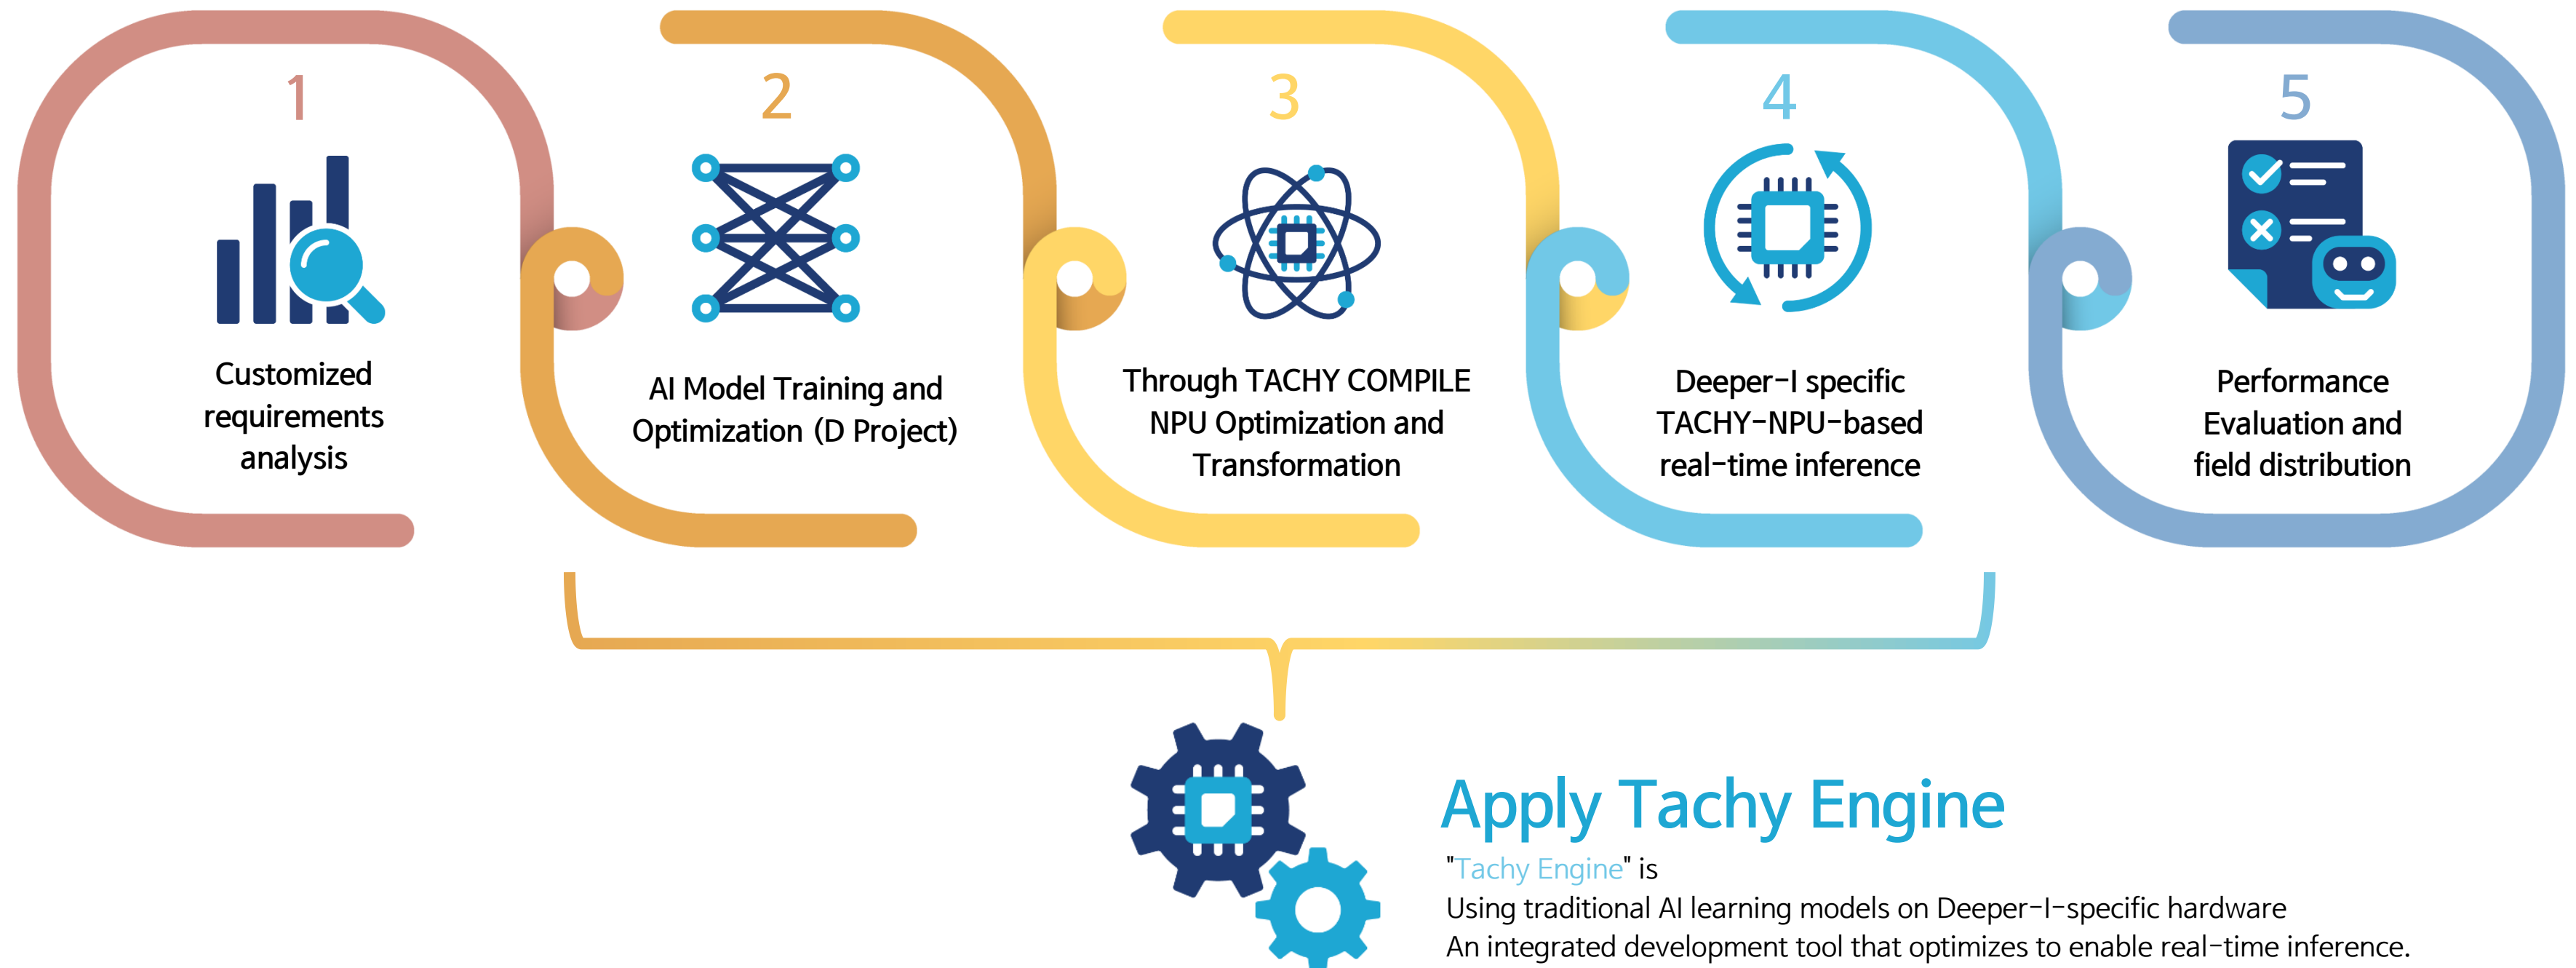 1
Customized
requirements
analysis
2
AI Model Training and
Optimization (D Project)
3
Through TACHY COMPILE
NPU Optimization and
Transformation
4
Deeper-I specific
TACHY-NPU-based
real-time inference
5
Performance
Evaluation and
field distribution
Apply Tachy Engine
"Tachy Engine" is
Using traditional AI learning models on Deeper-I-specific hardware
An integrated development tool that optimizes to enable real-time inference.